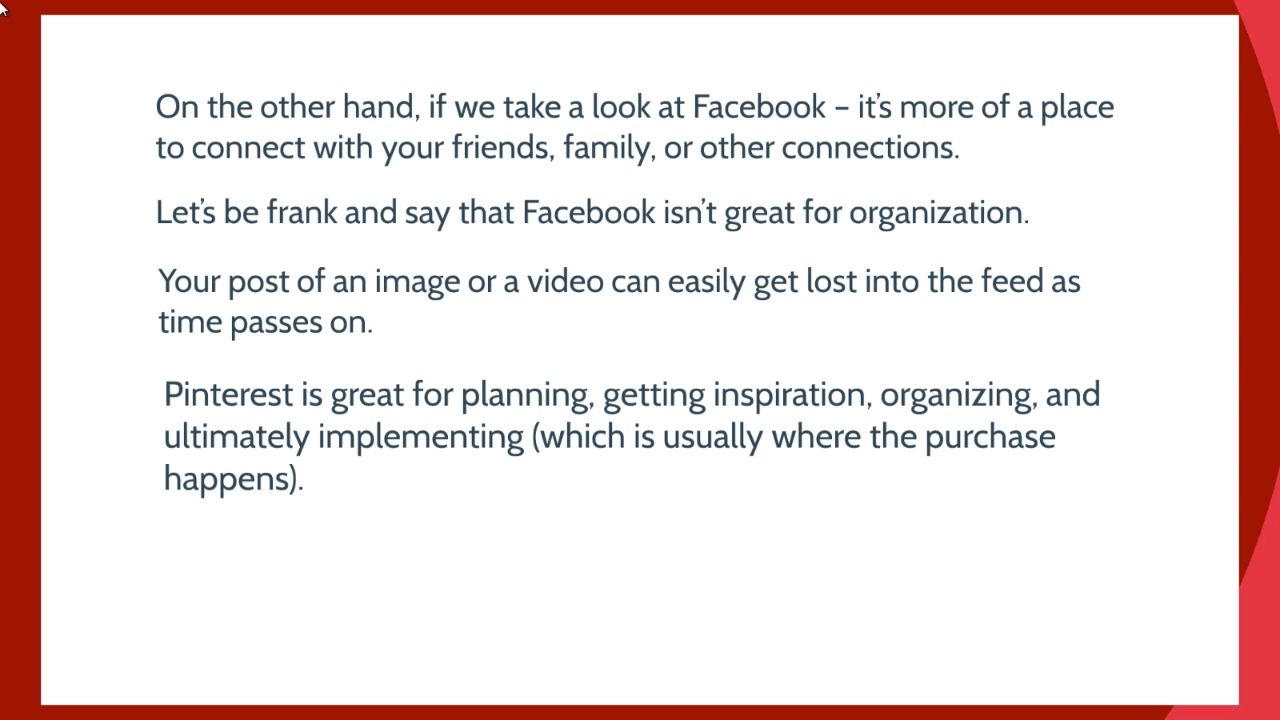 On the other hand, if we take a look at Facebook – it's more of a place
to connect with your friends, family, or other connections.
Let's be frank and say that Facebook isn't great for organization.
Your post of an image or a video can easily get lost into the feed as
time passes on.
Pinterest is great for planning, getting inspiration, organizing, and
ultimately implementing (which is usually where the purchase
happens).